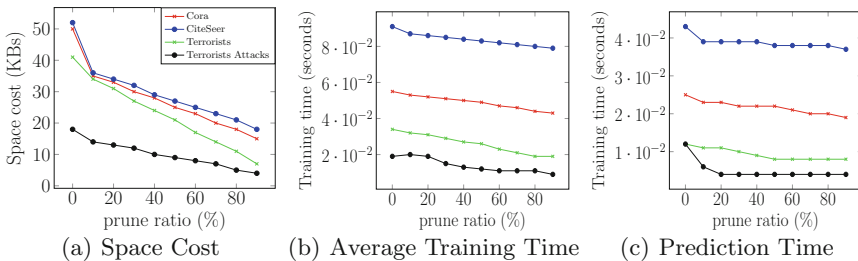 Space cost (KBs)
50
40
30
20
10
0
Cora
CiteSeer
Terrorists
Terrorists Attacks
0 20 40 60 80
prune ratio (%)
(a) Space Cost
Training time (seconds)
8 · 10⁻²
6 · 10⁻²
4 · 10⁻²
2 · 10⁻²
0 20 40 60 80
prune ratio (%)
(b) Average Training Time
Training time (seconds)
4 · 10⁻²
3 · 10⁻²
2 · 10⁻²
1 · 10⁻²
0 20 40 60 80
prune ratio (%)
(c) Prediction Time